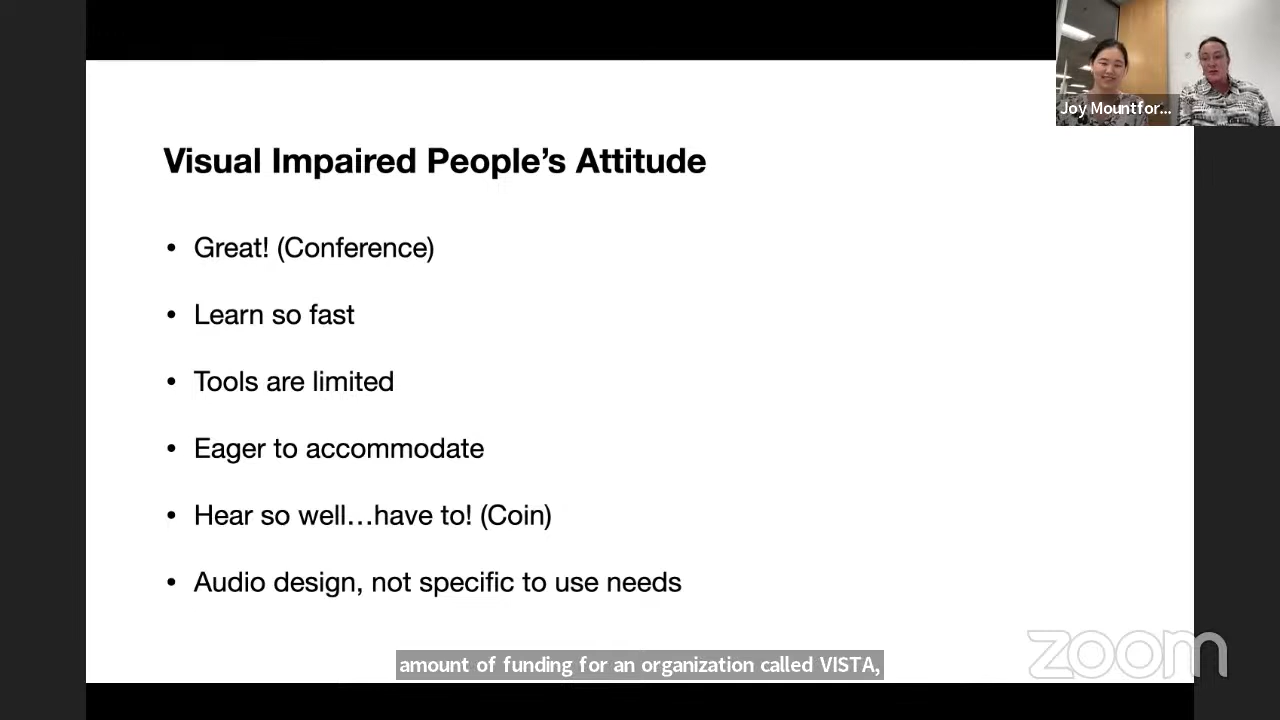 Joy Mountfor...
Visual Impaired People’s Attitude
• Great! (Conference)
• Learn so fast
• Tools are limited
• Eager to accommodate
• Hear so well…have to! (Coin)
• Audio design, not specific to use needs
amount of funding for an organization called VISTA,
zoom